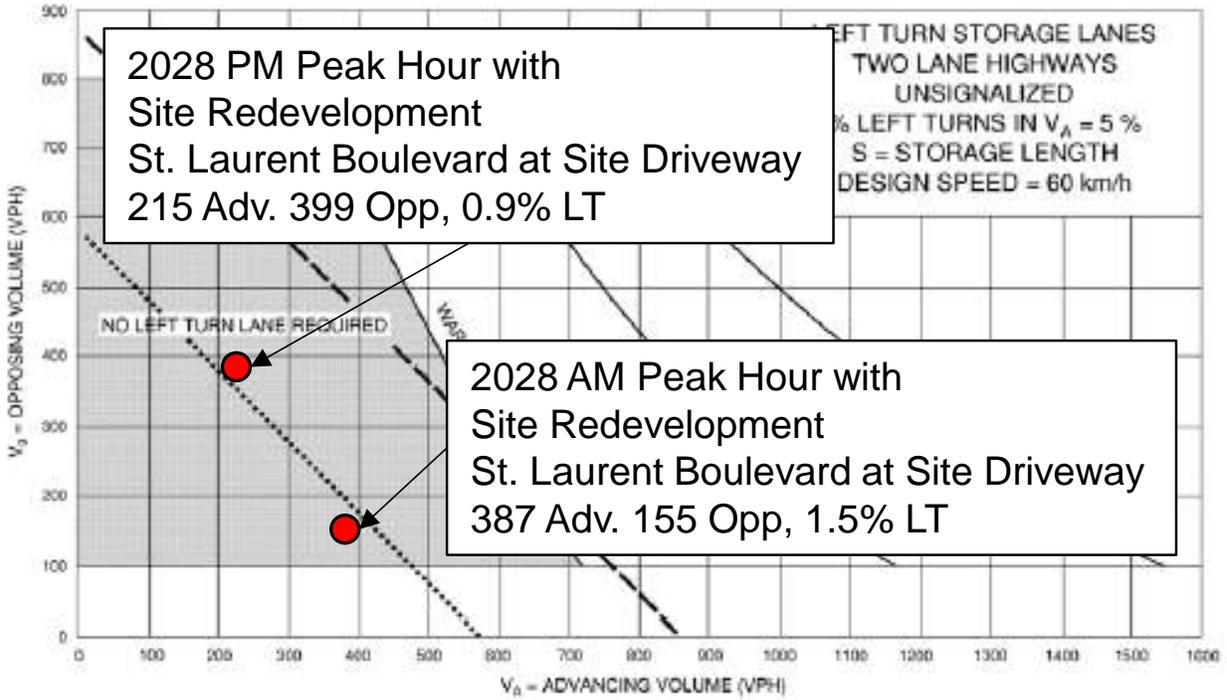 LEFT TURN STORAGE LANES
TWO LANE HIGHWAYS
UNSIGNALIZED
% LEFT TURNS IN VA = 5 %
S = STORAGE LENGTH
DESIGN SPEED = 60 km/h
2028 PM Peak Hour with
Site Redevelopment
St. Laurent Boulevard at Site Driveway
215 Adv. 399 Opp, 0.9% LT
NO LEFT TURN LANE REQUIRED
WAR
2028 AM Peak Hour with
Site Redevelopment
St. Laurent Boulevard at Site Driveway
387 Adv. 155 Opp, 1.5% LT
VO = OPPOSING VOLUME (VPH)
900
800
700
600
500
400
300
200
100
0
0 100 200 300 400 500 600 700 800 900 1000 1100 1200 1300 1400 1500 1600
VA = ADVANCING VOLUME (VPH)